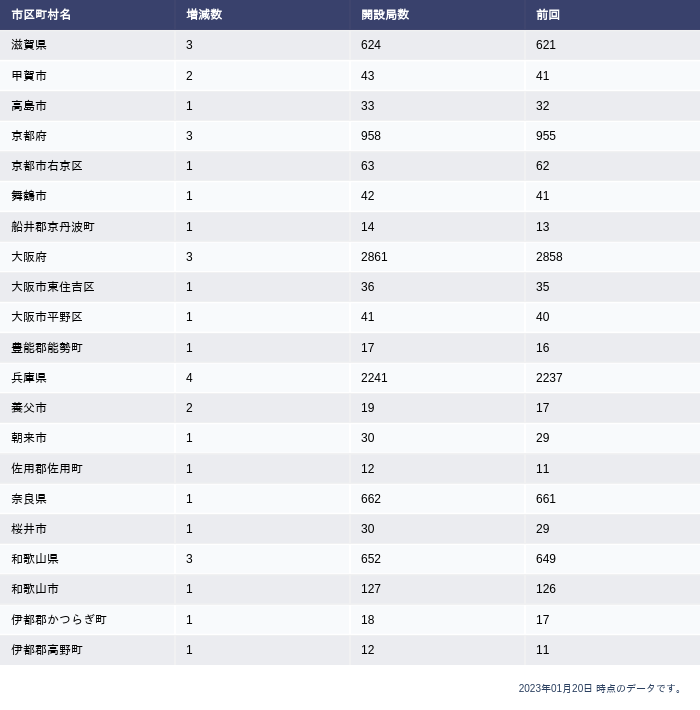 市区町村名 増減数 開設局数 前回
滋賀県 3 624 621
甲賀市 2 43 41
高島市 1 33 32
京都府 3 958 955
京都市右京区 1 63 62
舞鶴市 1 42 41
船井郡京丹波町 1 14 13
大阪府 3 2861 2858
大阪市東住吉区 1 36 35
大阪市平野区 1 41 40
豊能郡能勢町 1 17 16
兵庫県 4 2241 2237
養父市 2 19 17
朝来市 1 30 29
佐用郡佐用町 1 12 11
奈良県 1 662 661
桜井市 1 30 29
和歌山県 3 652 649
和歌山市 1 127 126
伊都郡かつらぎ町 1 18 17
伊都郡高野町 1 12 11
2023年01月20日 時点のデータです。